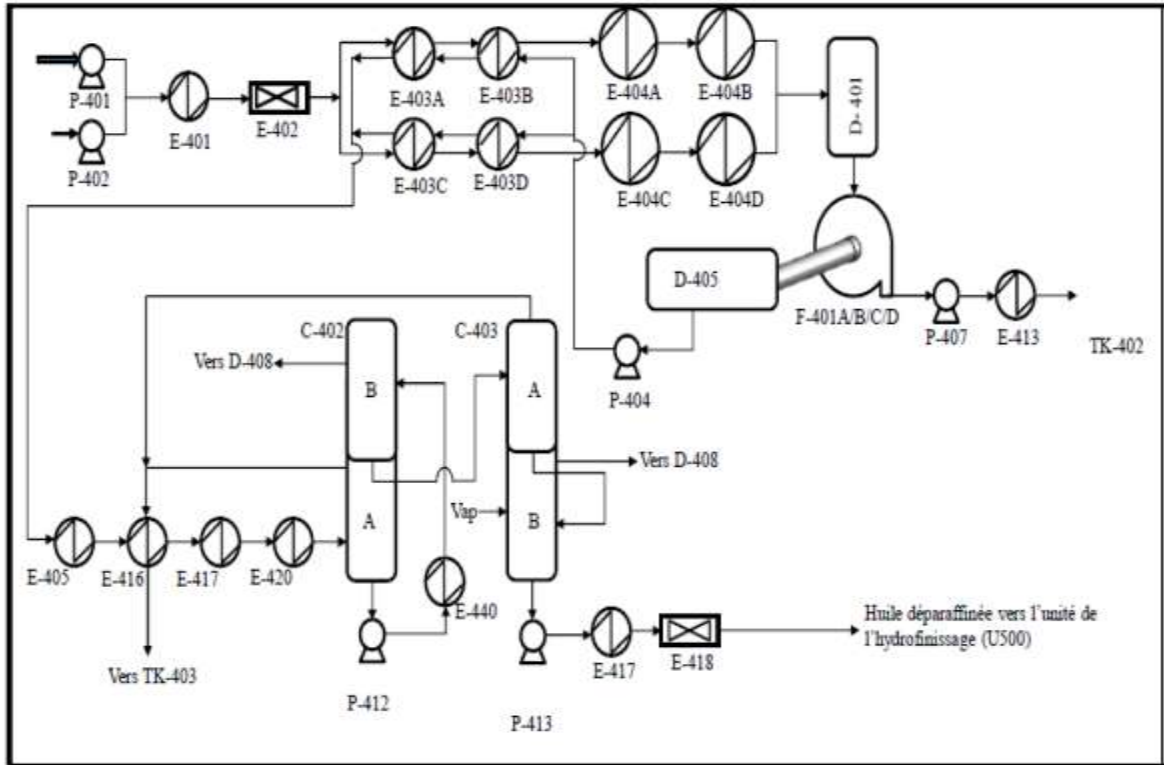 P-401
P-402
E-401
E-402
E-403A
E-403B
E-404A
E-404B
D-401
E-403C
E-403D
E-404C
E-404D
D-405
F-401A/B/C/D
P-407
E-413
TK-402
P-404
C-402
C-403
Vers D-408
B
A
Vers D-408
Vap
A
B
E-405
E-416
E-417
E-420
E-440
Vers TK-403
P-412
P-413
E-417
E-418
Huile déparaffinée vers l'unité de
l'hydrofinissage (U500)